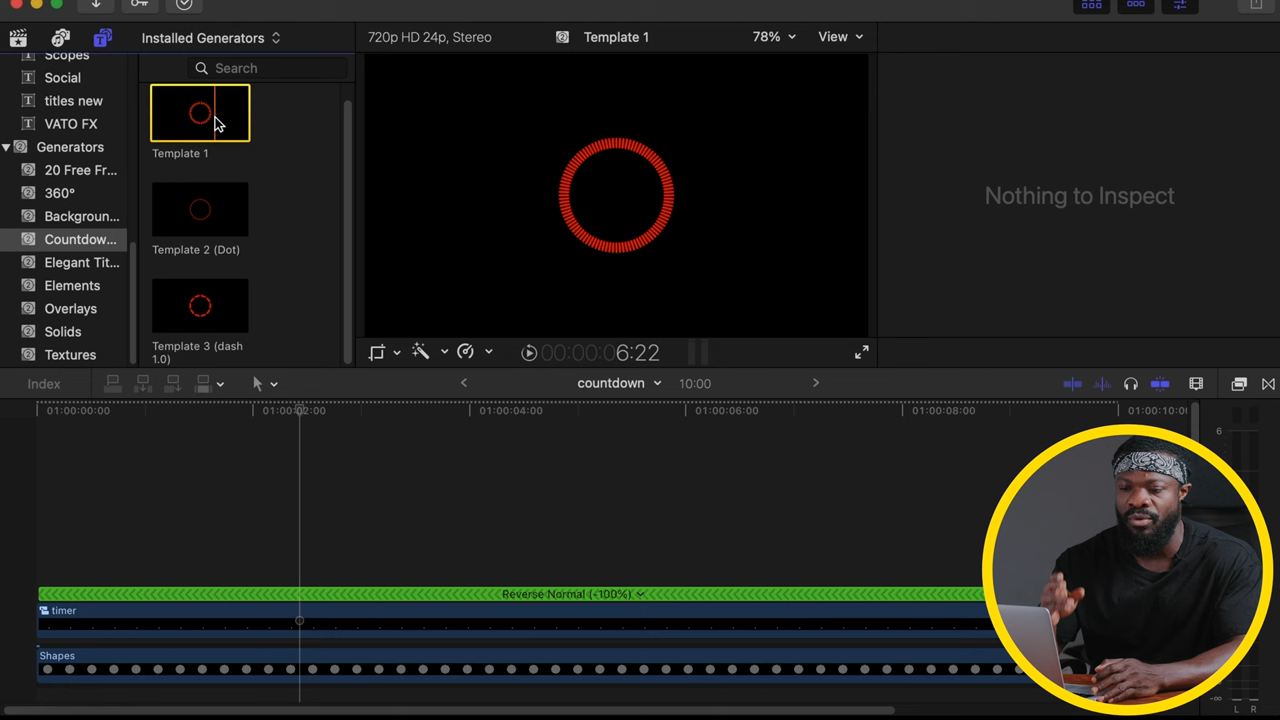 Installed Generators
720p HD 24p, Stereo
Template 1
78%
View
Scopes
Search
Social
titles new
VATO FX
Generators
20 Free Fr...
360°
Backgroun...
Countdow...
Elegant Tit...
Elements
Overlays
Solids
Textures
Template 1
Template 2 (Dot)
Template 3 (dash
1.0)
Nothing to Inspect
00:00:06:22
Index
countdown
10:00
01:00:00:00
01:00:02:00
01:00:04:00
01:00:06:00
01:00:08:00
01:00:10:0
6
Reverse Normal (-100%)
timer
Shapes
-∞
L R